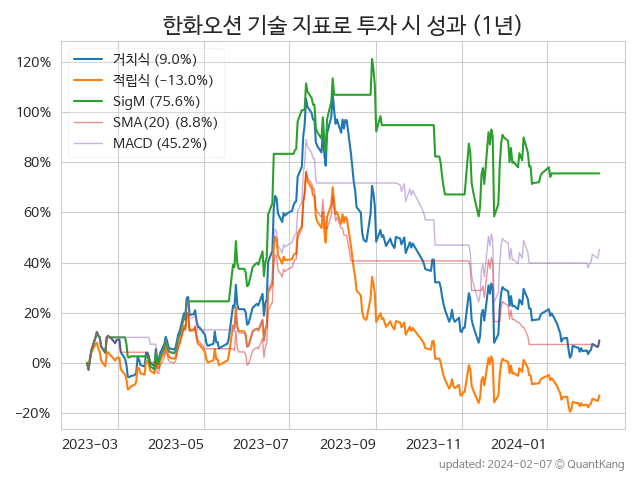 한화오션 기술 지표로 투자 시 성과 (1년)
120%
100%
80%
60%
40%
20%
0%
−20%
거치식 (9.0%)
적립식 (−13.0%)
SigM (75.6%)
SMA(20) (8.8%)
MACD (45.2%)
2023-03 2023-05 2023-07 2023-09 2023-11 2024-01
updated: 2024-02-07 © QuantKang